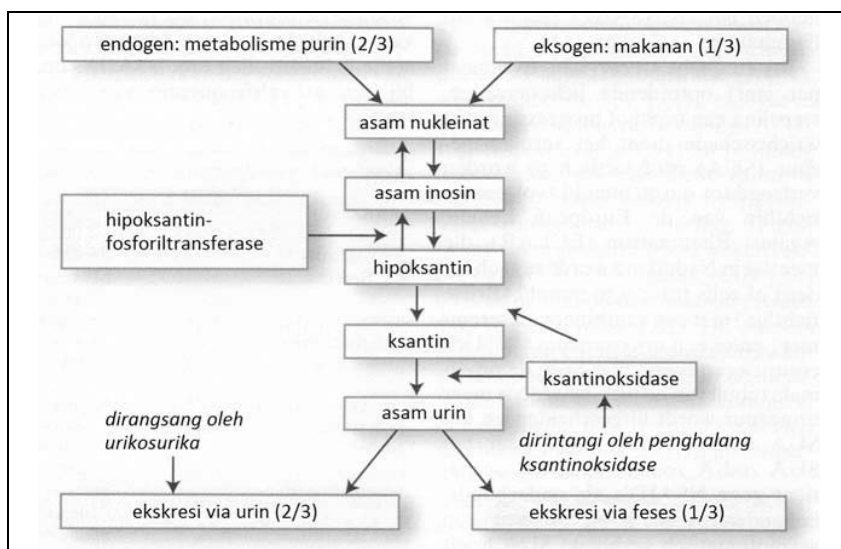 endogen: metabolisme purin (2/3)
eksogen: makanan (1/3)
asam nukleinat
asam inosin
hipoksantin-
fosforiltransferase
hipoksantin
ksantin
ksantinoksidase
asam urin
dirangsang oleh
urikosurika
dirintangi oleh penghalang
ksantinoksidase
ekskresi via urin (2/3)
ekskresi via feses (1/3)